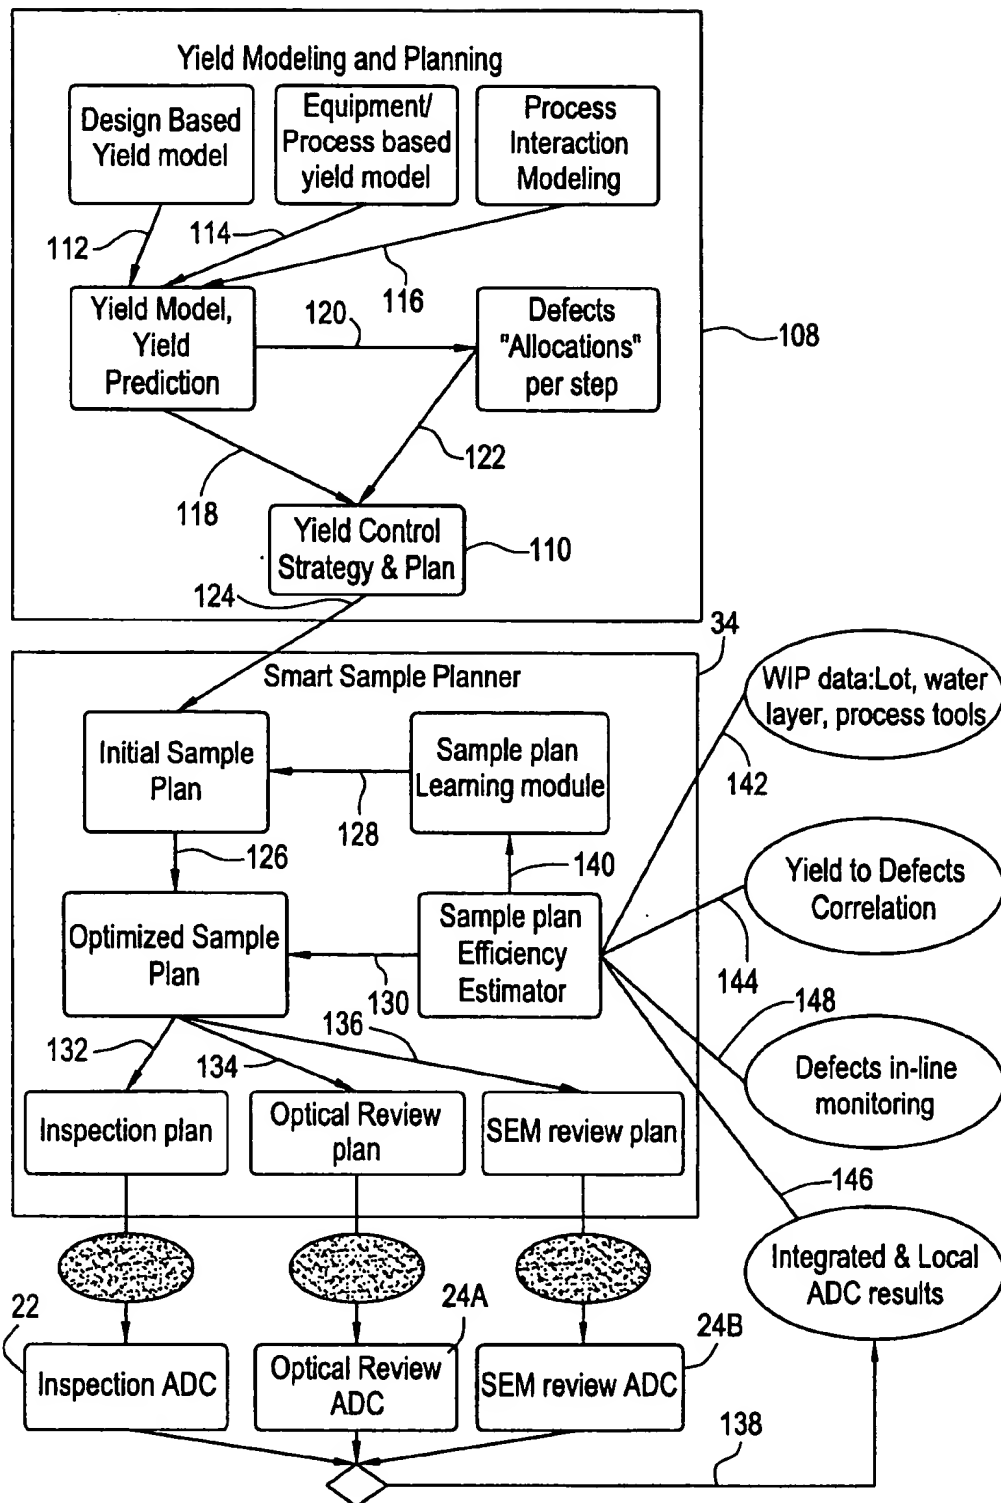 Yield Modeling and Planning
Design Based
Yield model
Equipment/
Process based
yield model
Process
Interaction
Modeling
112
114
116
Yield Model,
Yield
Prediction
120
Defects
"Allocations"
per step
108
118
122
Yield Control
Strategy & Plan
110
124
34
Smart Sample Planner
WIP data:Lot, water
layer, process tools
Initial Sample
Plan
Sample plan
Learning module
128
142
126
140
Yield to Defects
Correlation
Optimized Sample
Plan
Sample plan
Efficiency
Estimator
130
144
148
132
134
136
Defects in-line
monitoring
Inspection plan
Optical Review
plan
SEM review plan
146
Integrated & Local
ADC results
22
24A
24B
Inspection ADC
Optical Review
ADC
SEM review ADC
138